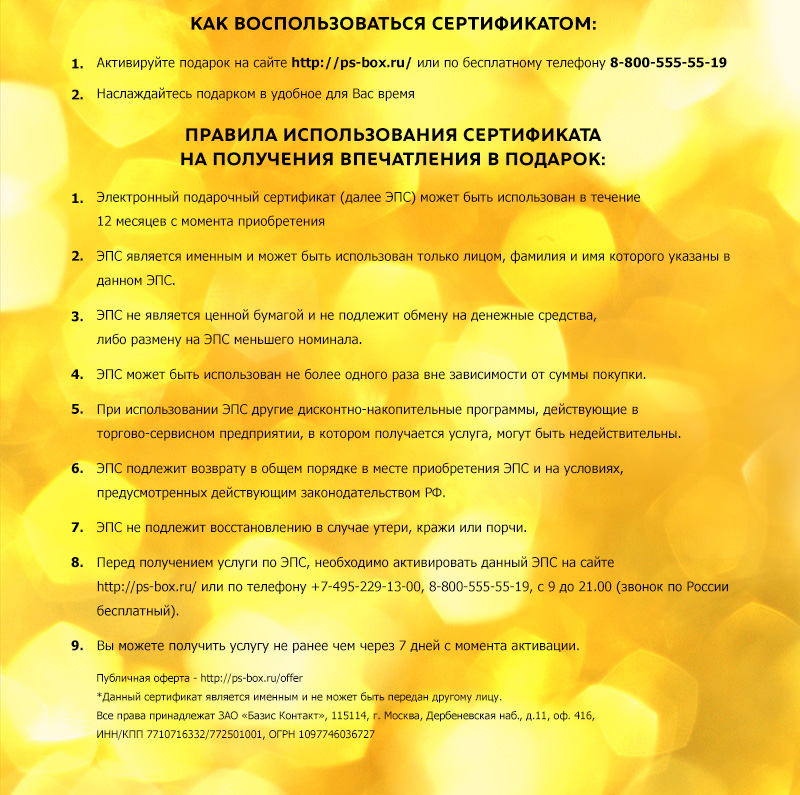 КАК ВОСПОЛЬЗОВАТЬСЯ СЕРТИФИКАТОМ:
1. Активируйте подарок на сайте http://ps-box.ru/ или по бесплатному телефону 8-800-555-55-19
2. Наслаждайтесь подарком в удобное для Вас время
ПРАВИЛА ИСПОЛЬЗОВАНИЯ СЕРТИФИКАТА
НА ПОЛУЧЕНИЯ ВПЕЧАТЛЕНИЯ В ПОДАРОК:
1. Электронный подарочный сертификат (далее ЭПС) может быть использован в течение
12 месяцев с момента приобретения
2. ЭПС является именным и может быть использован только лицом, фамилия и имя которого указаны в
данном ЭПС.
3. ЭПС не является ценной бумагой и не подлежит обмену на денежные средства,
либо размену на ЭПС меньшего номинала.
4. ЭПС может быть использован не более одного раза вне зависимости от суммы покупки.
5. При использовании ЭПС другие дисконтно-накопительные программы, действующие в
торгово-сервисном предприятии, в котором получается услуга, могут быть недействительны.
6. ЭПС подлежит возврату в общем порядке в месте приобретения ЭПС и на условиях,
предусмотренных действующим законодательством РФ.
7. ЭПС не подлежит восстановлению в случае утери, кражи или порчи.
8. Перед получением услуги по ЭПС, необходимо активировать данный ЭПС на сайте
http://ps-box.ru/ или по телефону +7-495-229-13-00, 8-800-555-55-19, с 9 до 21.00 (звонок по России
бесплатный).
9. Вы можете получить услугу не ранее чем через 7 дней с момента активации.
Публичная оферта - http://ps-box.ru/offer
*Данный сертификат является именным и не может быть передан другому лицу.
Все права принадлежат ЗАО «Базис Контакт», 115114, г. Москва, Дербеневская наб., д.11, оф. 416,
ИНН/КПП 7710716332/772501001, ОГРН 1097746036727